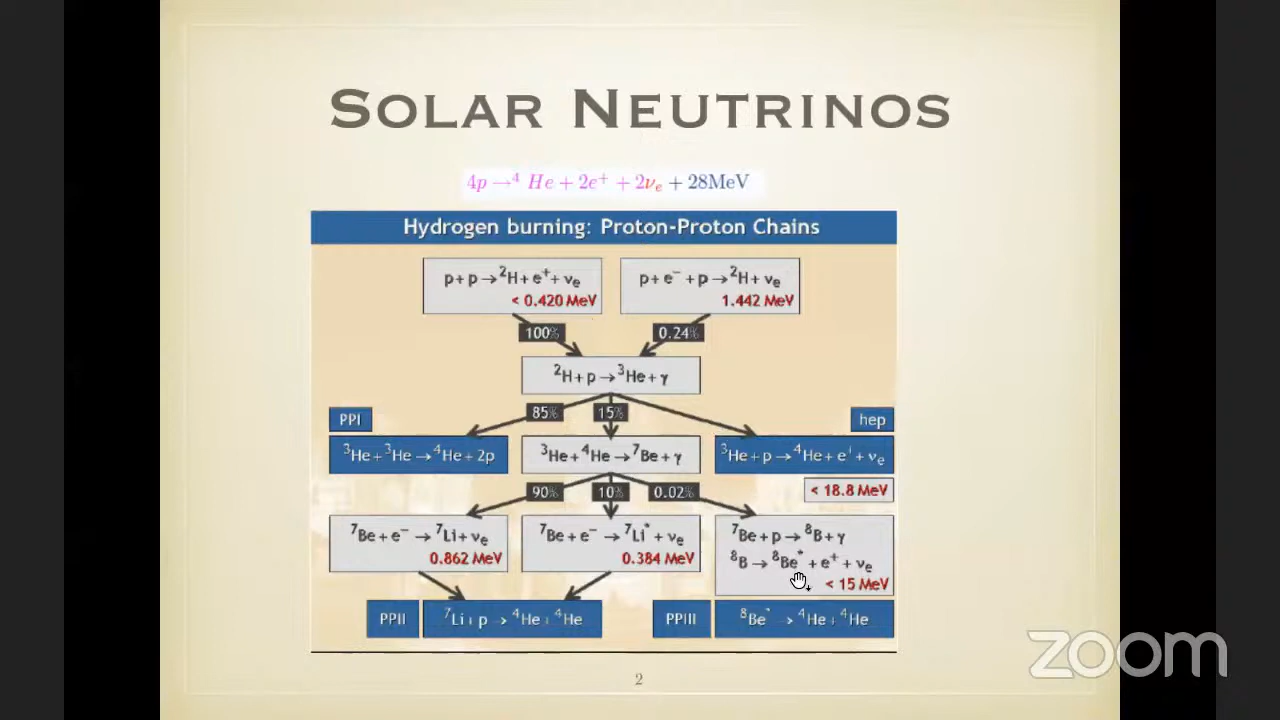 SOLAR NEUTRINOS
4p →⁴ He + 2e⁺ + 2νₑ + 28MeV
Hydrogen burning: Proton-Proton Chains
p+p→²H+e⁺+νₑ
< 0.420 MeV
p+e⁻+p→²H+νₑ
1.442 MeV
100%
0.24%
²H+p→³He+γ
85%
15%
PPI
hep
³He+³He→⁴He+2p
³He+⁴He→⁷Be+γ
³He+p→⁴He+e⁺+νₑ
< 18.8 MeV
90%
10%
0.02%
⁷Be+e⁻→⁷Li+νₑ
0.862 MeV
⁷Be+e⁻→⁷Li*+νₑ
0.384 MeV
⁷Be+p→⁸B+γ
⁸B→⁸Be*+e⁺+νₑ
< 15 MeV
PPII
⁷Li+p→⁴He+⁴He
PPIII
⁸Be*→⁴He+⁴He
2
zoom